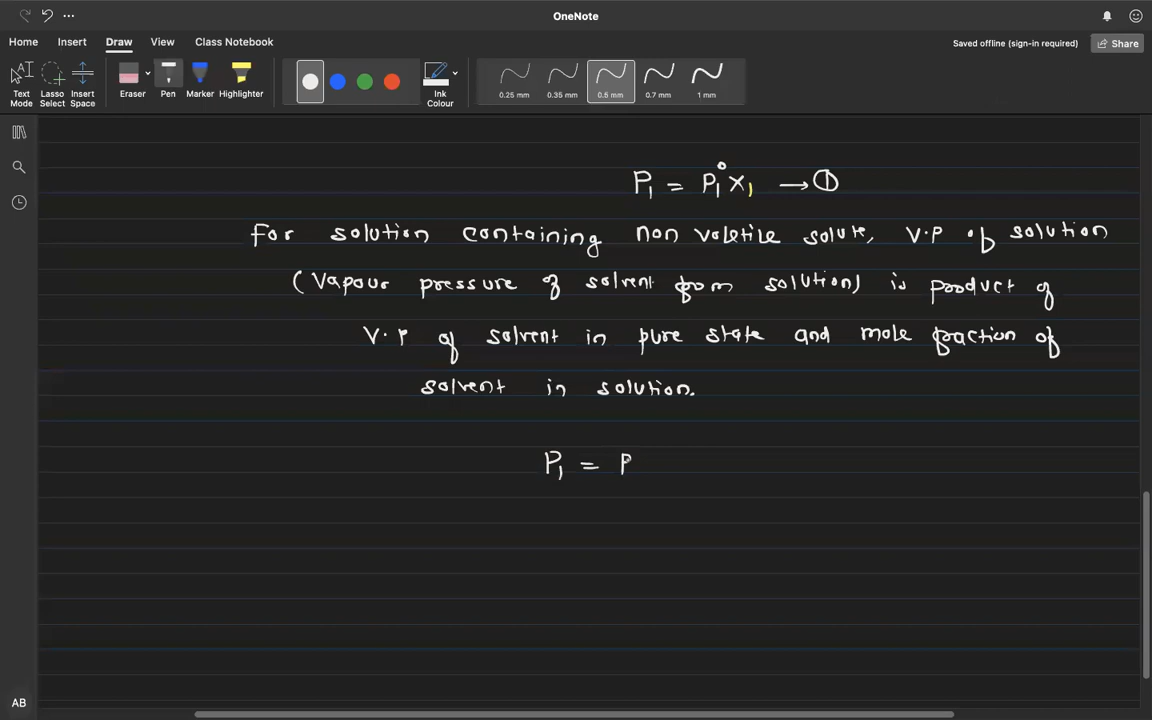 OneNote
Home Insert Draw View Class Notebook
Saved offline (sign-in required) Share
Text Mode Lasso Select Insert Space Eraser Pen Marker Highlighter Ink Colour 0.25 mm 0.35 mm 0.5 mm 0.7 mm 1 mm
P₁ = P₁° X₁ → ①
For solution containing non voletile solute, V.P of solution
(Vapour pressure of solvent from solution) is product of
V.P of solvent in pure state and mole fraction of
solvent in solution.
P₁ = P
AB